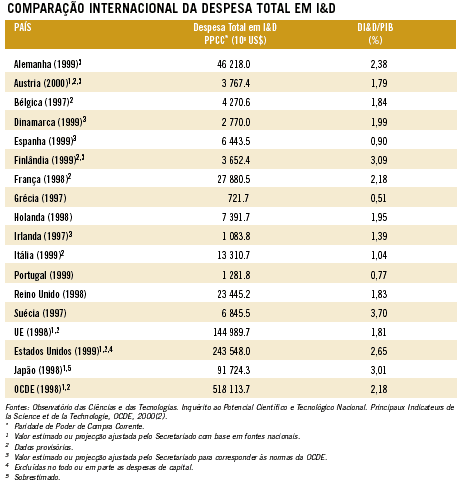 COMPARAÇÃO INTERNACIONAL DA DESPESA TOTAL EM I&D
PAÍS Despesa Total em I&D DI&D/PIB
PPCC* (10⁶ US$) (%)
Alemanha (1999)³ 46 218.0 2,38
Austria (2000)¹,²,³ 3 767.4 1,79
Bélgica (1997)² 4 270.6 1,84
Dinamarca (1999)³ 2 770.0 1,99
Espanha (1999)³ 6 443.5 0,90
Finlândia (1999)²,³ 3 652.4 3,09
França (1998)² 27 880.5 2,18
Grécia (1997) 721.7 0,51
Holanda (1998) 7 391.7 1,95
Irlanda (1997)³ 1 083.8 1,39
Itália (1999)² 13 310.7 1,04
Portugal (1999) 1 281.8 0,77
Reino Unido (1998) 23 445.2 1,83
Suécia (1997) 6 845.5 3,70
UE (1998)¹,² 144 989.7 1,81
Estados Unidos (1999)¹,²,⁴ 243 548.0 2,65
Japão (1998)¹,⁵ 91 724.3 3,01
OCDE (1998)¹,² 518 113.7 2,18
Fontes: Observatório das Ciências e das Tecnologias. Inquérito ao Potencial Científico e Tecnológico Nacional. Principaux Indicateurs de
la Science et de la Technologie, OCDE, 2000(2).
* Paridade de Poder de Compra Corrente.
¹ Valor estimado ou projecção ajustada pelo Secretariado com base em fontes nacionais.
² Dados provisórios.
³ Valor estimado ou projecção ajustada pelo Secretariado para corresponder às normas da OCDE.
⁴ Excluídas no todo ou em parte as despesas de capital.
⁵ Sobrestimado.